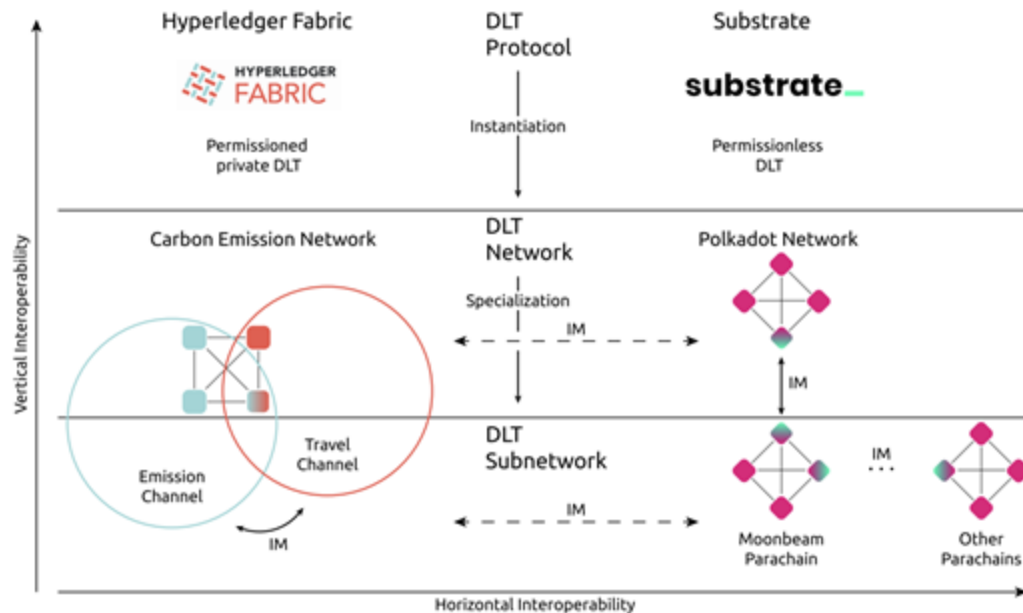 Hyperledger Fabric
DLT
Protocol
Substrate
HYPERLEDGER
FABRIC
substrate_
Instantiation
Permissioned
private DLT
Permissionless
DLT
Vertical Interoperability
Carbon Emission Network
DLT
Network
Polkadot Network
Specialization
IM
IM
DLT
Subnetwork
Travel
Channel
Emission
Channel
IM
IM
IM
Moonbeam
Parachain
Other
Parachains
Horizontal Interoperability